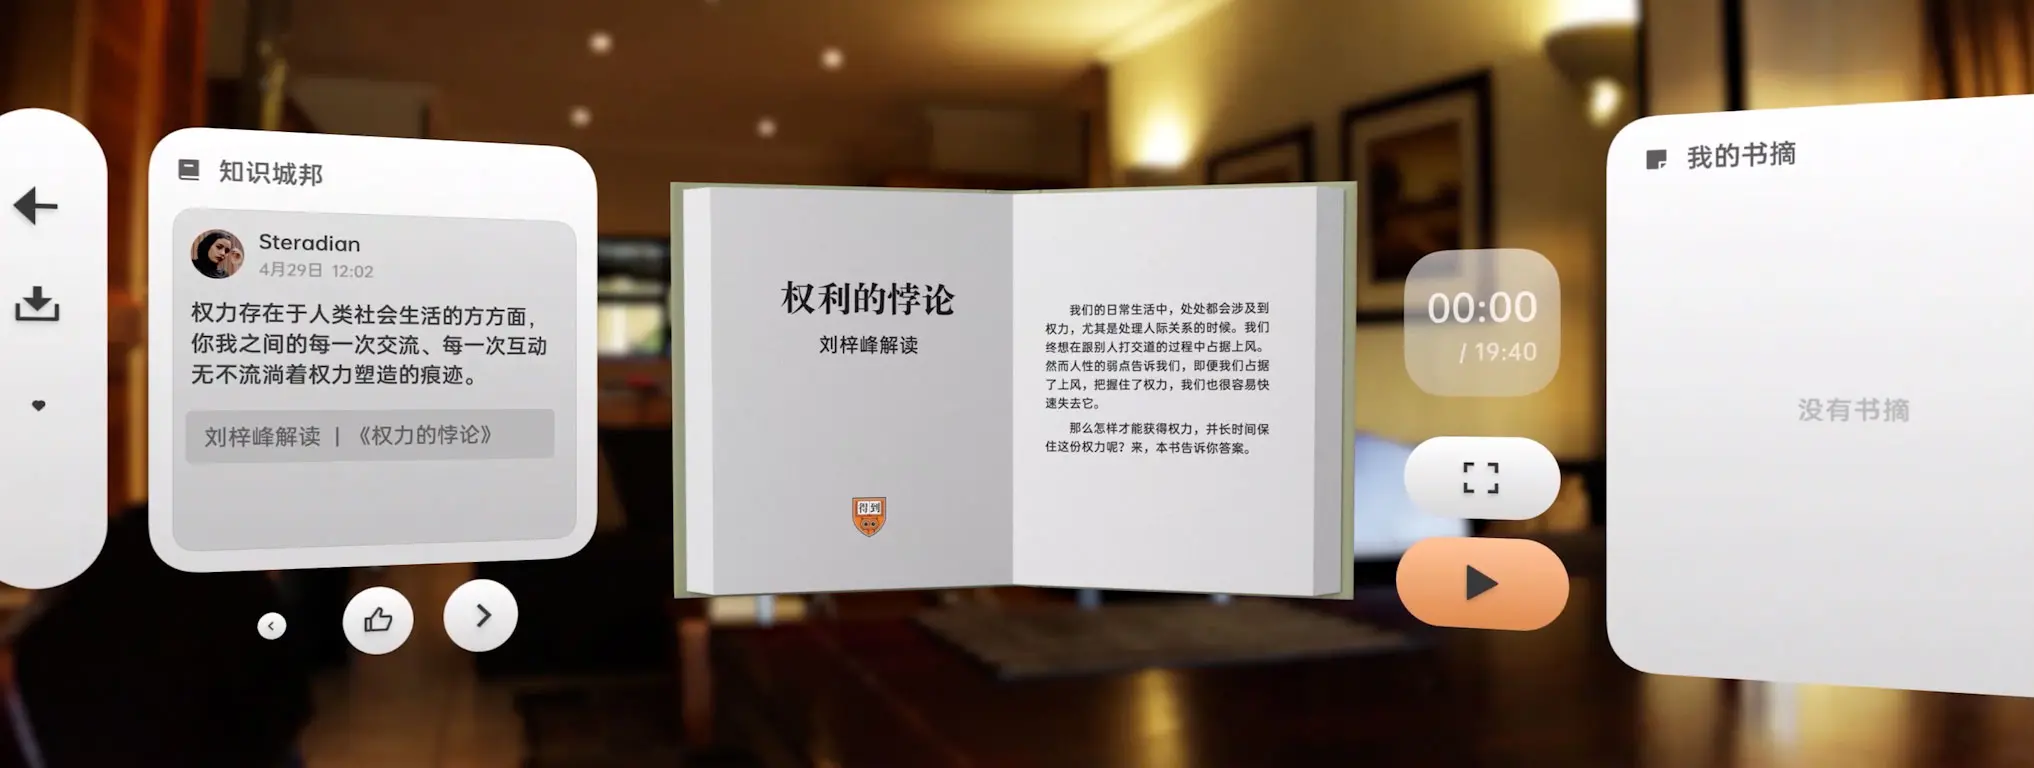 知识城邦
Steradian
4月29日 12:02
权力存在于人类社会生活的方方面，
你我之间的每一次交流、每一次互动
无不流淌着权力塑造的痕迹。
刘梓峰解读 | 《权力的悖论》
权利的悖论
刘梓峰解读
得到
我们的日常生活中，处处都会涉及到
权力，尤其是处理人际关系的时候。我们
终想在跟别人打交道的过程中占据上风。
然而人性的弱点告诉我们，即便我们占据
了上风，把握住了权力，我们也很容易快
速失去它。
那么怎样才能获得权力，并长时间保
住这份权力呢？来，本书告诉你答案。
00:00
/ 19:40
我的书摘
没有书摘